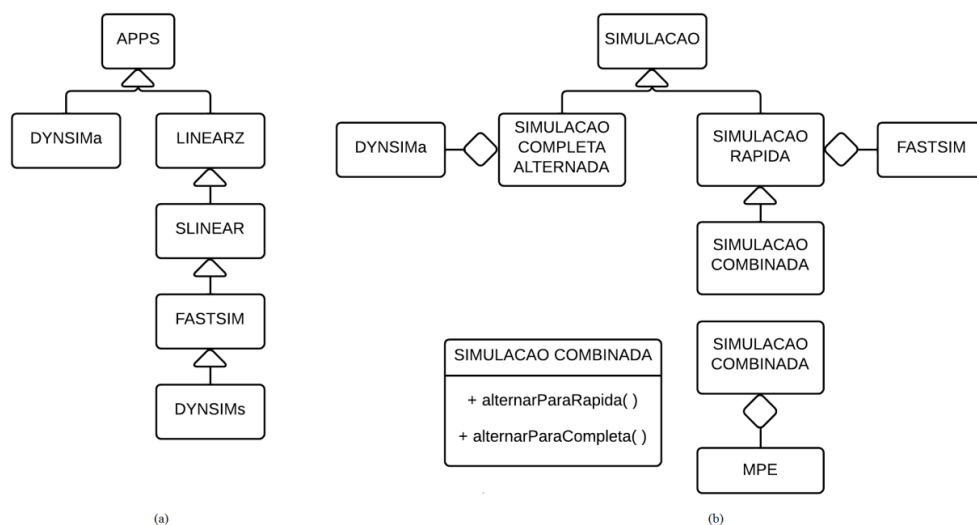 APPS
DYNSIMa
LINEARZ
SLINEAR
FASTSIM
DYNSIMs
(a)
SIMULACAO
DYNSIMa
SIMULACAO
COMPLETA
ALTERNADA
SIMULACAO
RAPIDA
FASTSIM
SIMULACAO
COMBINADA
SIMULACAO COMBINADA
+ alternarParaRapida( )
+ alternarParaCompleta( )
SIMULACAO
COMBINADA
MPE
(b)